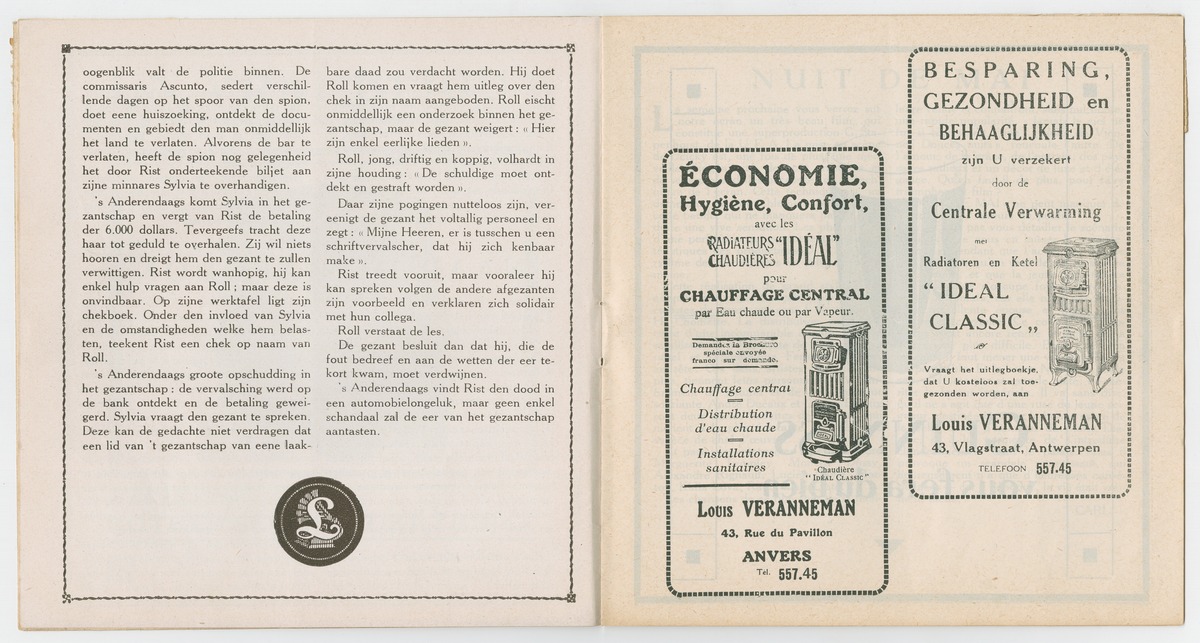 oogenblik valt de politie binnen. De
commissaris Ascunto, sedert verschil-
lende dagen op het spoor van den spion,
doet eene huiszoeking, ontdekt de docu-
menten en gebiedt den man onmiddellijk
het land te verlaten. Alvorens de bar te
verlaten, heeft de spion nog gelegenheid
het door Rist onderteekende biljet aan
zijne minnares Sylvia te overhandigen.
's Anderendaags komt Sylvia in het ge-
zantschap en vergt van Rist de betaling
der 6.000 dollars. Tevergeefs tracht deze
haar tot geduld te overhalen. Zij wil niets
hooren en dreigt hem den gezant te zullen
verwittigen. Rist wordt wanhopig, hij kan
enkel hulp vragen aan Roll ; maar deze is
onvindbaar. Op zijne werktafel ligt zijn
chekboek. Onder den invloed van Sylvia
en de omstandigheden welke hem belas-
ten, teekent Rist een chek op naam van
Roll.
's Anderendaags groote opschudding in
het gezantschap : de vervalsching werd op
de bank ontdekt en de betaling gewei-
gerd. Sylvia vraagt den gezant te spreken.
Deze kan de gedachte niet verdragen dat
een lid van 't gezantschap van eene laak-
bare daad zou verdacht worden. Hij doet
Roll komen en vraagt hem uitleg over den
chek in zijn naam aangeboden. Roll eischt
onmiddellijk een onderzoek binnen het ge-
zantschap, maar de gezant weigert : « Hier
zijn enkel eerlijke lieden ».
Roll, jong, driftig en koppig, volhardt in
zijne houding : « De schuldige moet ont-
dekt en gestraft worden ».
Daar zijne pogingen nutteloos zijn, ver-
eenigt de gezant het voltallig personeel en
zegt : « Mijne Heeren, er is tusschen u een
schriftvervalscher, dat hij zich kenbaar
make ».
Rist treedt vooruit, maar vooraleer hij
kan spreken volgen de andere afgezanten
zijn voorbeeld en verklaren zich solidair
met hun collega.
Roll verstaat de les.
De gezant besluit dan dat hij, die de
fout bedreef en aan de wetten der eer te-
kort kwam, moet verdwijnen.
's Anderendaags vindt Rist den dood in
een automobielongeluk, maar geen enkel
schandaal zal de eer van het gezantschap
aantasten.
L
ÉCONOMIE,
Hygiène, Confort,
avec les
RADIATEURS "IDÉAL"
CHAUDIÈRES
pour
CHAUFFAGE CENTRAL
par Eau chaude ou par Vapeur.
Demandez la Brochure
spéciale envoyée
franco sur demande.
Chauffage central
Distribution
d'eau chaude
Installations
sanitaires
Chaudière
"IDÉAL CLASSIC"
LOUIS VERANNEMAN
43, Rue du Pavillon
ANVERS
Tél. 557.45
BESPARING,
GEZONDHEID en
BEHAAGLIJKHEID
zijn U verzekert
door de
Centrale Verwarming
met
Radiatoren en Ketel
" IDEAL
CLASSIC „
Vraagt het uitlegboekje,
dat U kosteloos zal toe-
gezonden worden, aan
Louis VERANNEMAN
43, Vlagstraat, Antwerpen
TELEFOON 557.45